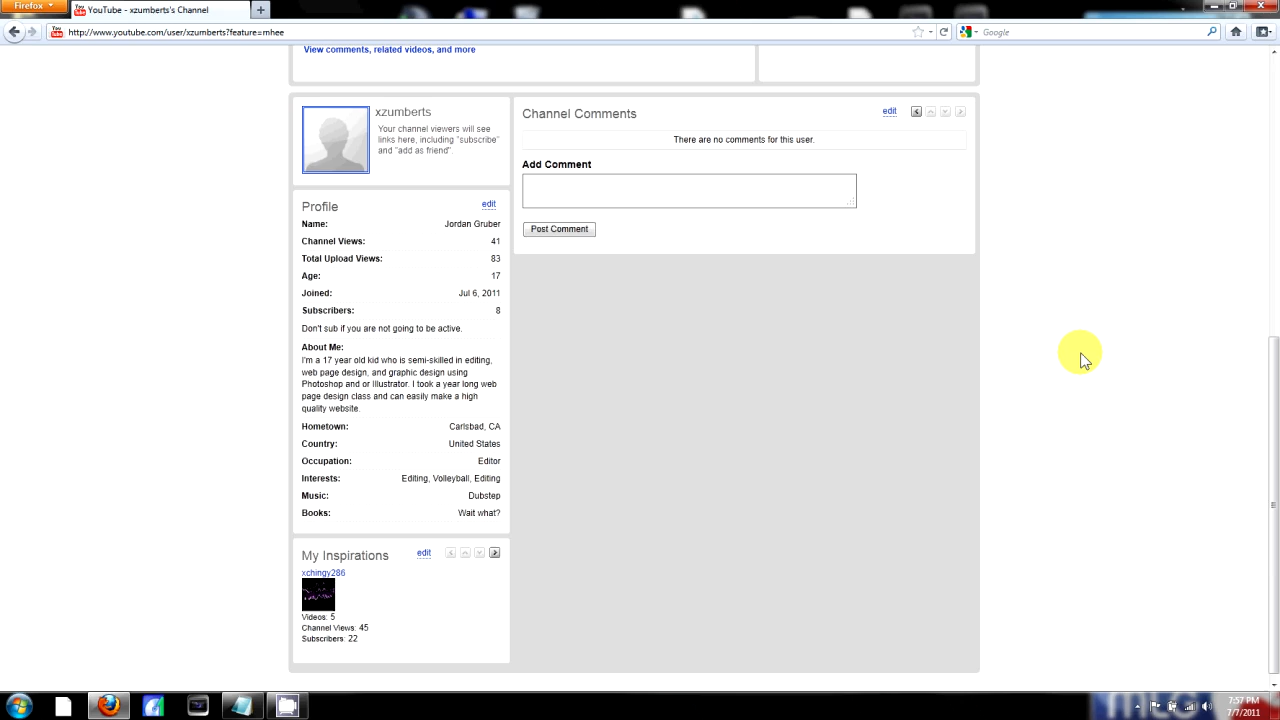 Firefox
YouTube - xzumberts's Channel
http://www.youtube.com/user/xzumberts?feature=mhee
Google
View comments, related videos, and more
xzumberts
Your channel viewers will see
links here, including "subscribe"
and "add as friend".
Profile
edit
Name: Jordan Gruber
Channel Views: 41
Total Upload Views: 83
Age: 17
Joined: Jul 6, 2011
Subscribers: 8
Don't sub if you are not going to be active.
About Me:
I'm a 17 year old kid who is semi-skilled in editing,
web page design, and graphic design using
Photoshop and or Illustrator. I took a year long web
page design class and can easily make a high
quality website.
Hometown: Carlsbad, CA
Country: United States
Occupation: Editor
Interests: Editing, Volleyball, Editing
Music: Dubstep
Books: Wait what?
My Inspirations
edit
xchingy286
Videos: 5
Channel Views: 45
Subscribers: 22
Channel Comments
edit
There are no comments for this user.
Add Comment
Post Comment
7:57 PM
7/7/2011